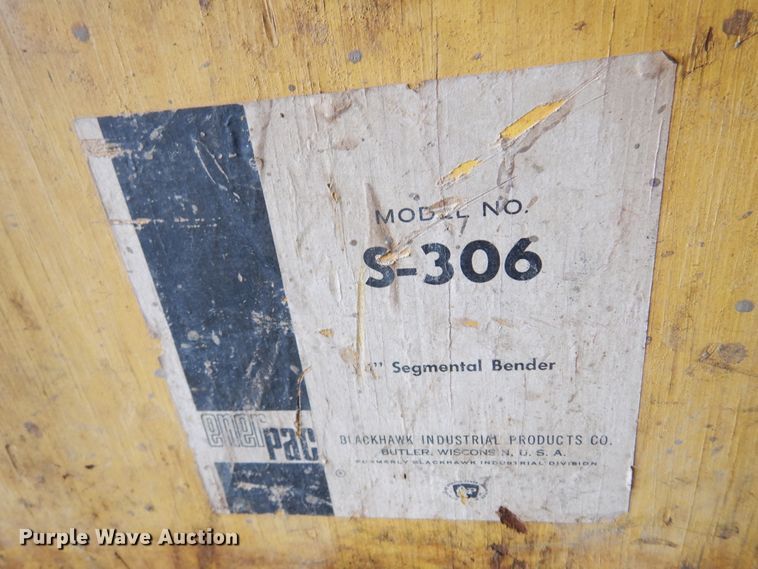 MODEL NO.
S-306
" Segmental Bender
enerpac
®
BLACKHAWK INDUSTRIAL PRODUCTS CO.
BUTLER, WISCONSIN, U. S. A.
FORMERLY BLACKHAWK INDUSTRIAL DIVISION
Purple Wave Auction